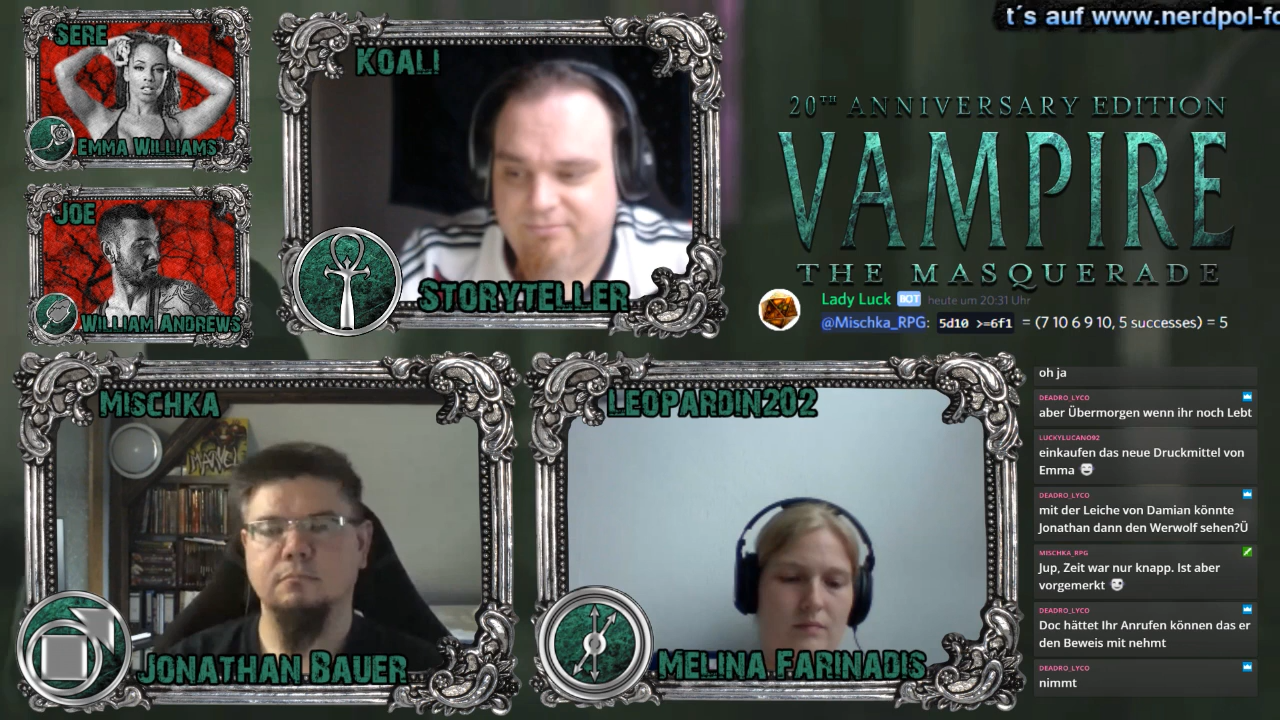 t´s auf www.nerdpol-fo
SERE
EMMA WILLIAMS
JOE
WILLIAM ANDREWS
KOALI
STORYTELLER
20TH ANNIVERSARY EDITION
VAMPIRE
THE MASQUERADE
Lady Luck BOT heute um 20:31 Uhr
@Mischka_RPG: 5d10 >=6f1 = (7 10 6 9 10, 5 successes) = 5
MISCHKA
JONATHAN BAUER
LEOPARDIN202
MELINA FARINADIS
oh ja
DEADRO_LYCO
aber Übermorgen wenn ihr noch Lebt
LUCKYLUCANO92
einkaufen das neue Druckmittel von
Emma
DEADRO_LYCO
mit der Leiche von Damian könnte
Jonathan dann den Werwolf sehen?Ü
MISCHKA_RPG
Jup, Zeit war nur knapp. Ist aber
vorgemerkt
DEADRO_LYCO
Doc hättet Ihr Anrufen können das er
den Beweis mit nehmt
DEADRO_LYCO
nimmt